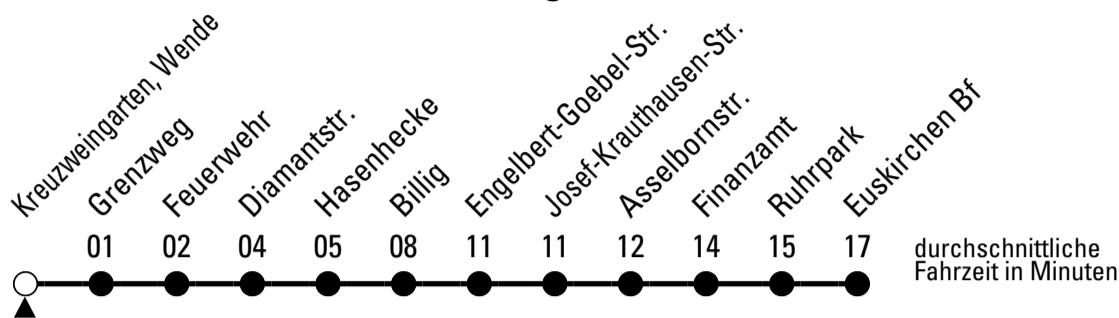 Kreuzweingarten, Wende
Grenzweg
Feuerwehr
Diamantstr.
Hasenhecke
Billig
Engelbert-Goebel-Str.
Josef-Krauthausen-Str.
Asselbornstr.
Finanzamt
Ruhrpark
Euskirchen Bf
01 02 04 05 08 11 11 12 14 15 17
durchschnittliche
Fahrzeit in Minuten